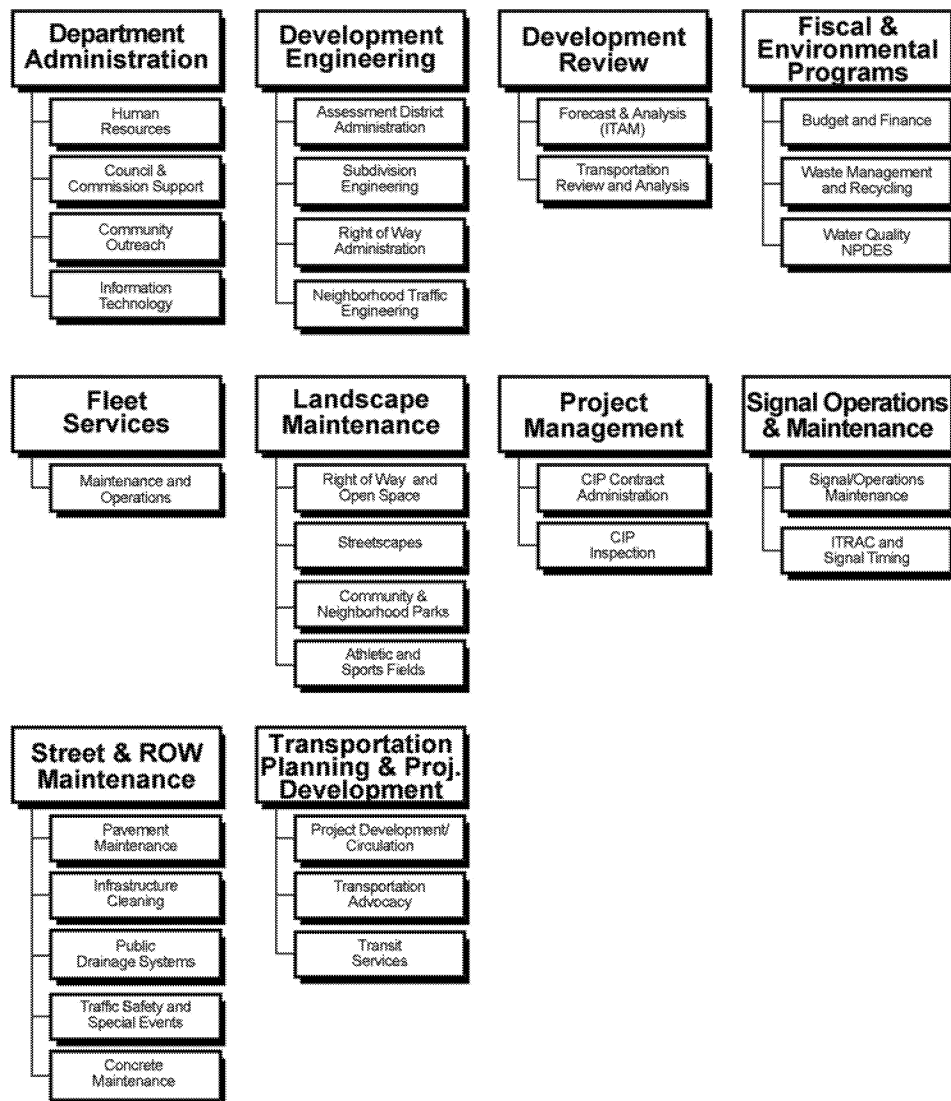 Department
Administration
Human
Resources
Council &
Commission Support
Community
Outreach
Information
Technology
Development
Engineering
Assessment District
Administration
Subdivision
Engineering
Right of Way
Administration
Neighborhood Traffic
Engineering
Development
Review
Forecast & Analysis
(ITAM)
Transportation
Review and Analysis
Fiscal &
Environmental
Programs
Budget and Finance
Waste Management
and Recycling
Water Quality
NPDES
Fleet
Services
Maintenance and
Operations
Landscape
Maintenance
Right of Way and
Open Space
Streetscapes
Community &
Neighborhood Parks
Athletic and
Sports Fields
Project
Management
CIP Contract
Administration
CIP
Inspection
Signal Operations
& Maintenance
Signal/Operations
Maintenance
ITRAC and
Signal Timing
Street & ROW
Maintenance
Pavement
Maintenance
Infrastructure
Cleaning
Public
Drainage Systems
Traffic Safety and
Special Events
Concrete
Maintenance
Transportation
Planning & Proj.
Development
Project Development/
Circulation
Transportation
Advocacy
Transit
Services